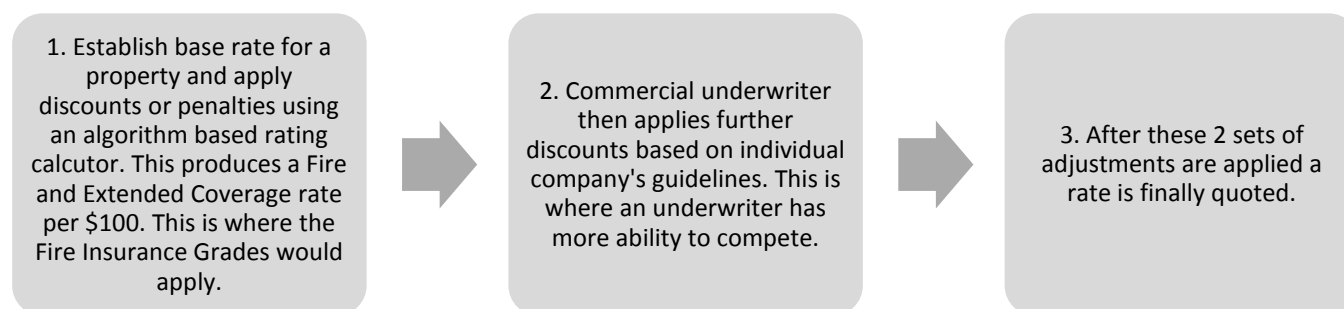 1. Establish base rate for a
property and apply
discounts or penalties using
an algorithm based rating
calcutor. This produces a Fire
and Extended Coverage rate
per $100. This is where the
Fire Insurance Grades would
apply.
2. Commercial underwriter
then applies further
discounts based on individual
company's guidelines. This is
where an underwriter has
more ability to compete.
3. After these 2 sets of
adjustments are applied a
rate is finally quoted.